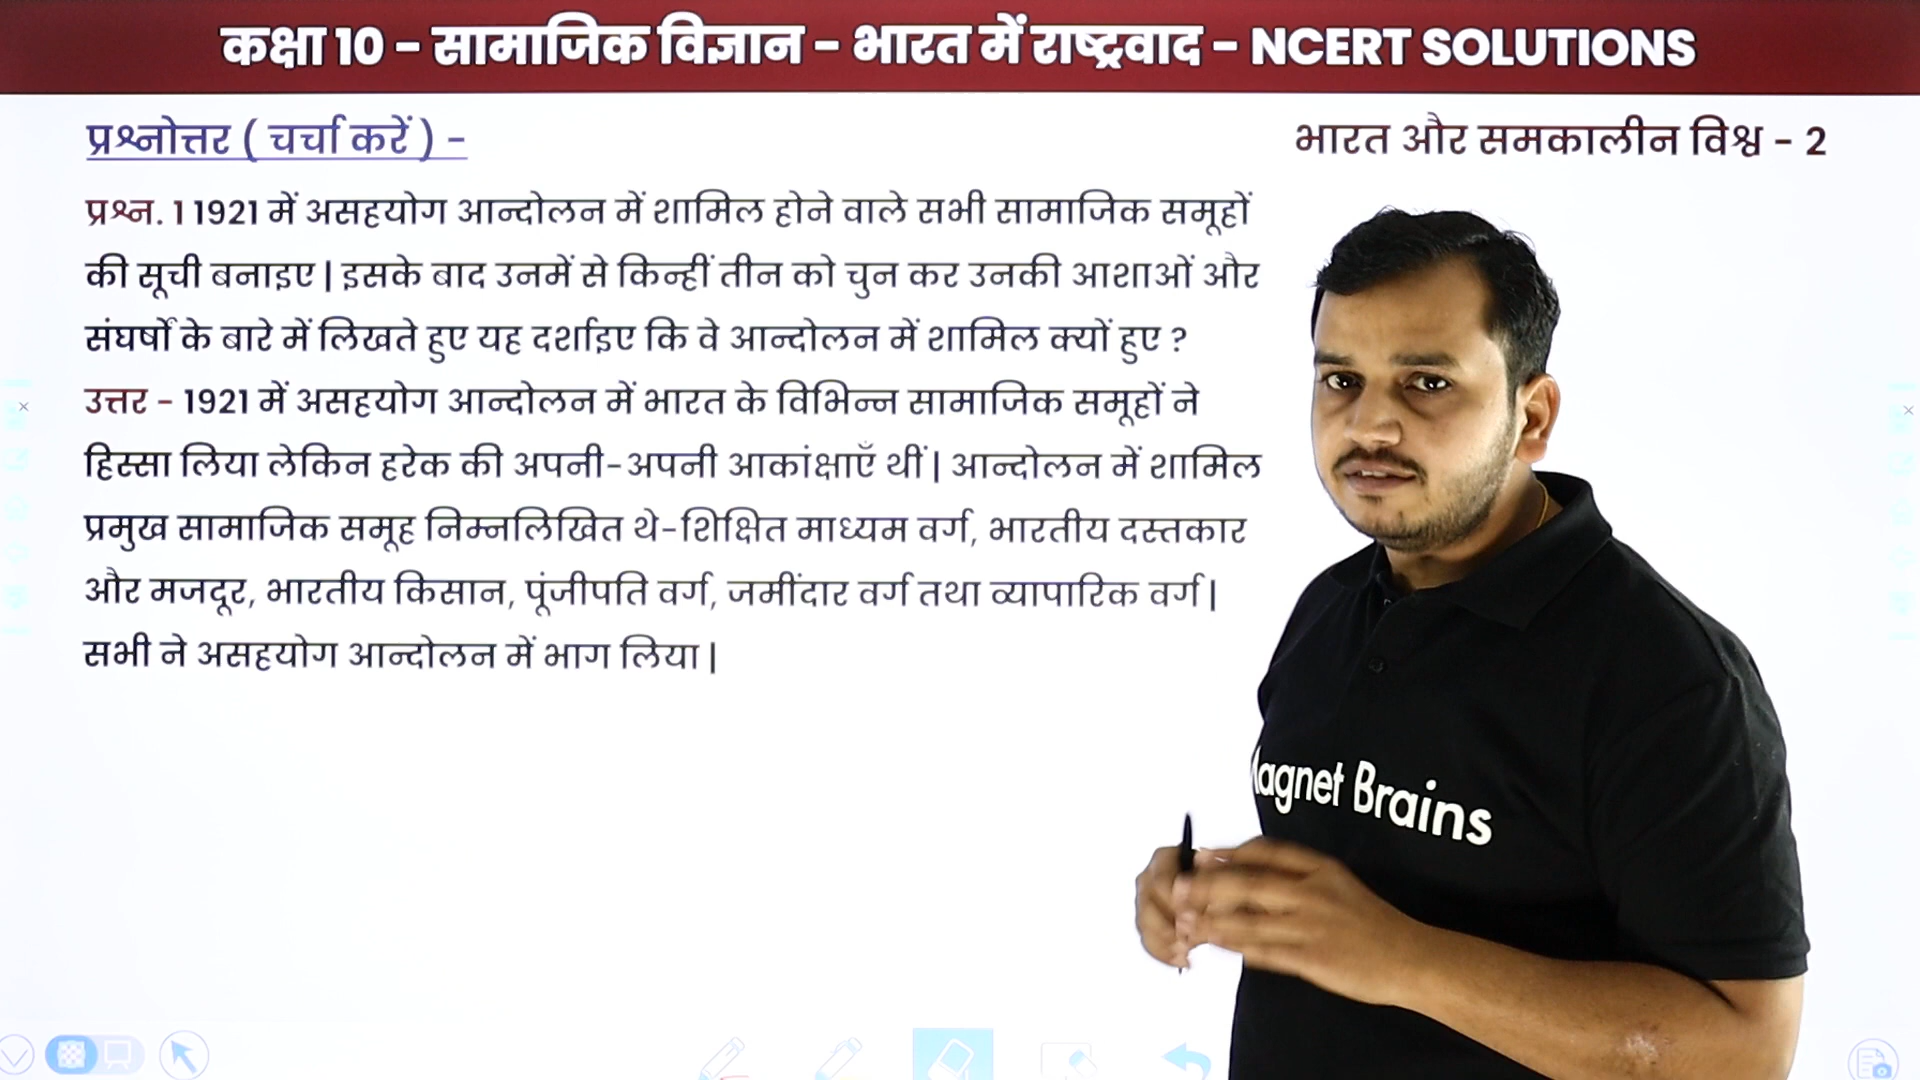 कक्षा 10 - सामाजिक विज्ञान - भारत में राष्ट्रवाद - NCERT SOLUTIONS
प्रश्नोत्तर ( चर्चा करें ) -
भारत और समकालीन विश्व - 2
प्रश्न. 1 1921 में असहयोग आन्दोलन में शामिल होने वाले सभी सामाजिक समूहों
की सूची बनाइए | इसके बाद उनमें से किन्हीं तीन को चुन कर उनकी आशाओं और
संघर्षों के बारे में लिखते हुए यह दर्शाइए कि वे आन्दोलन में शामिल क्यों हुए ?
उत्तर - 1921 में असहयोग आन्दोलन में भारत के विभिन्न सामाजिक समूहों ने
हिस्सा लिया लेकिन हरेक की अपनी-अपनी आकांक्षाएँ थीं | आन्दोलन में शामिल
प्रमुख सामाजिक समूह निम्नलिखित थे-शिक्षित माध्यम वर्ग, भारतीय दस्तकार
और मजदूर, भारतीय किसान, पूंजीपति वर्ग, जमींदार वर्ग तथा व्यापारिक वर्ग |
सभी ने असहयोग आन्दोलन में भाग लिया |
agnet Brains